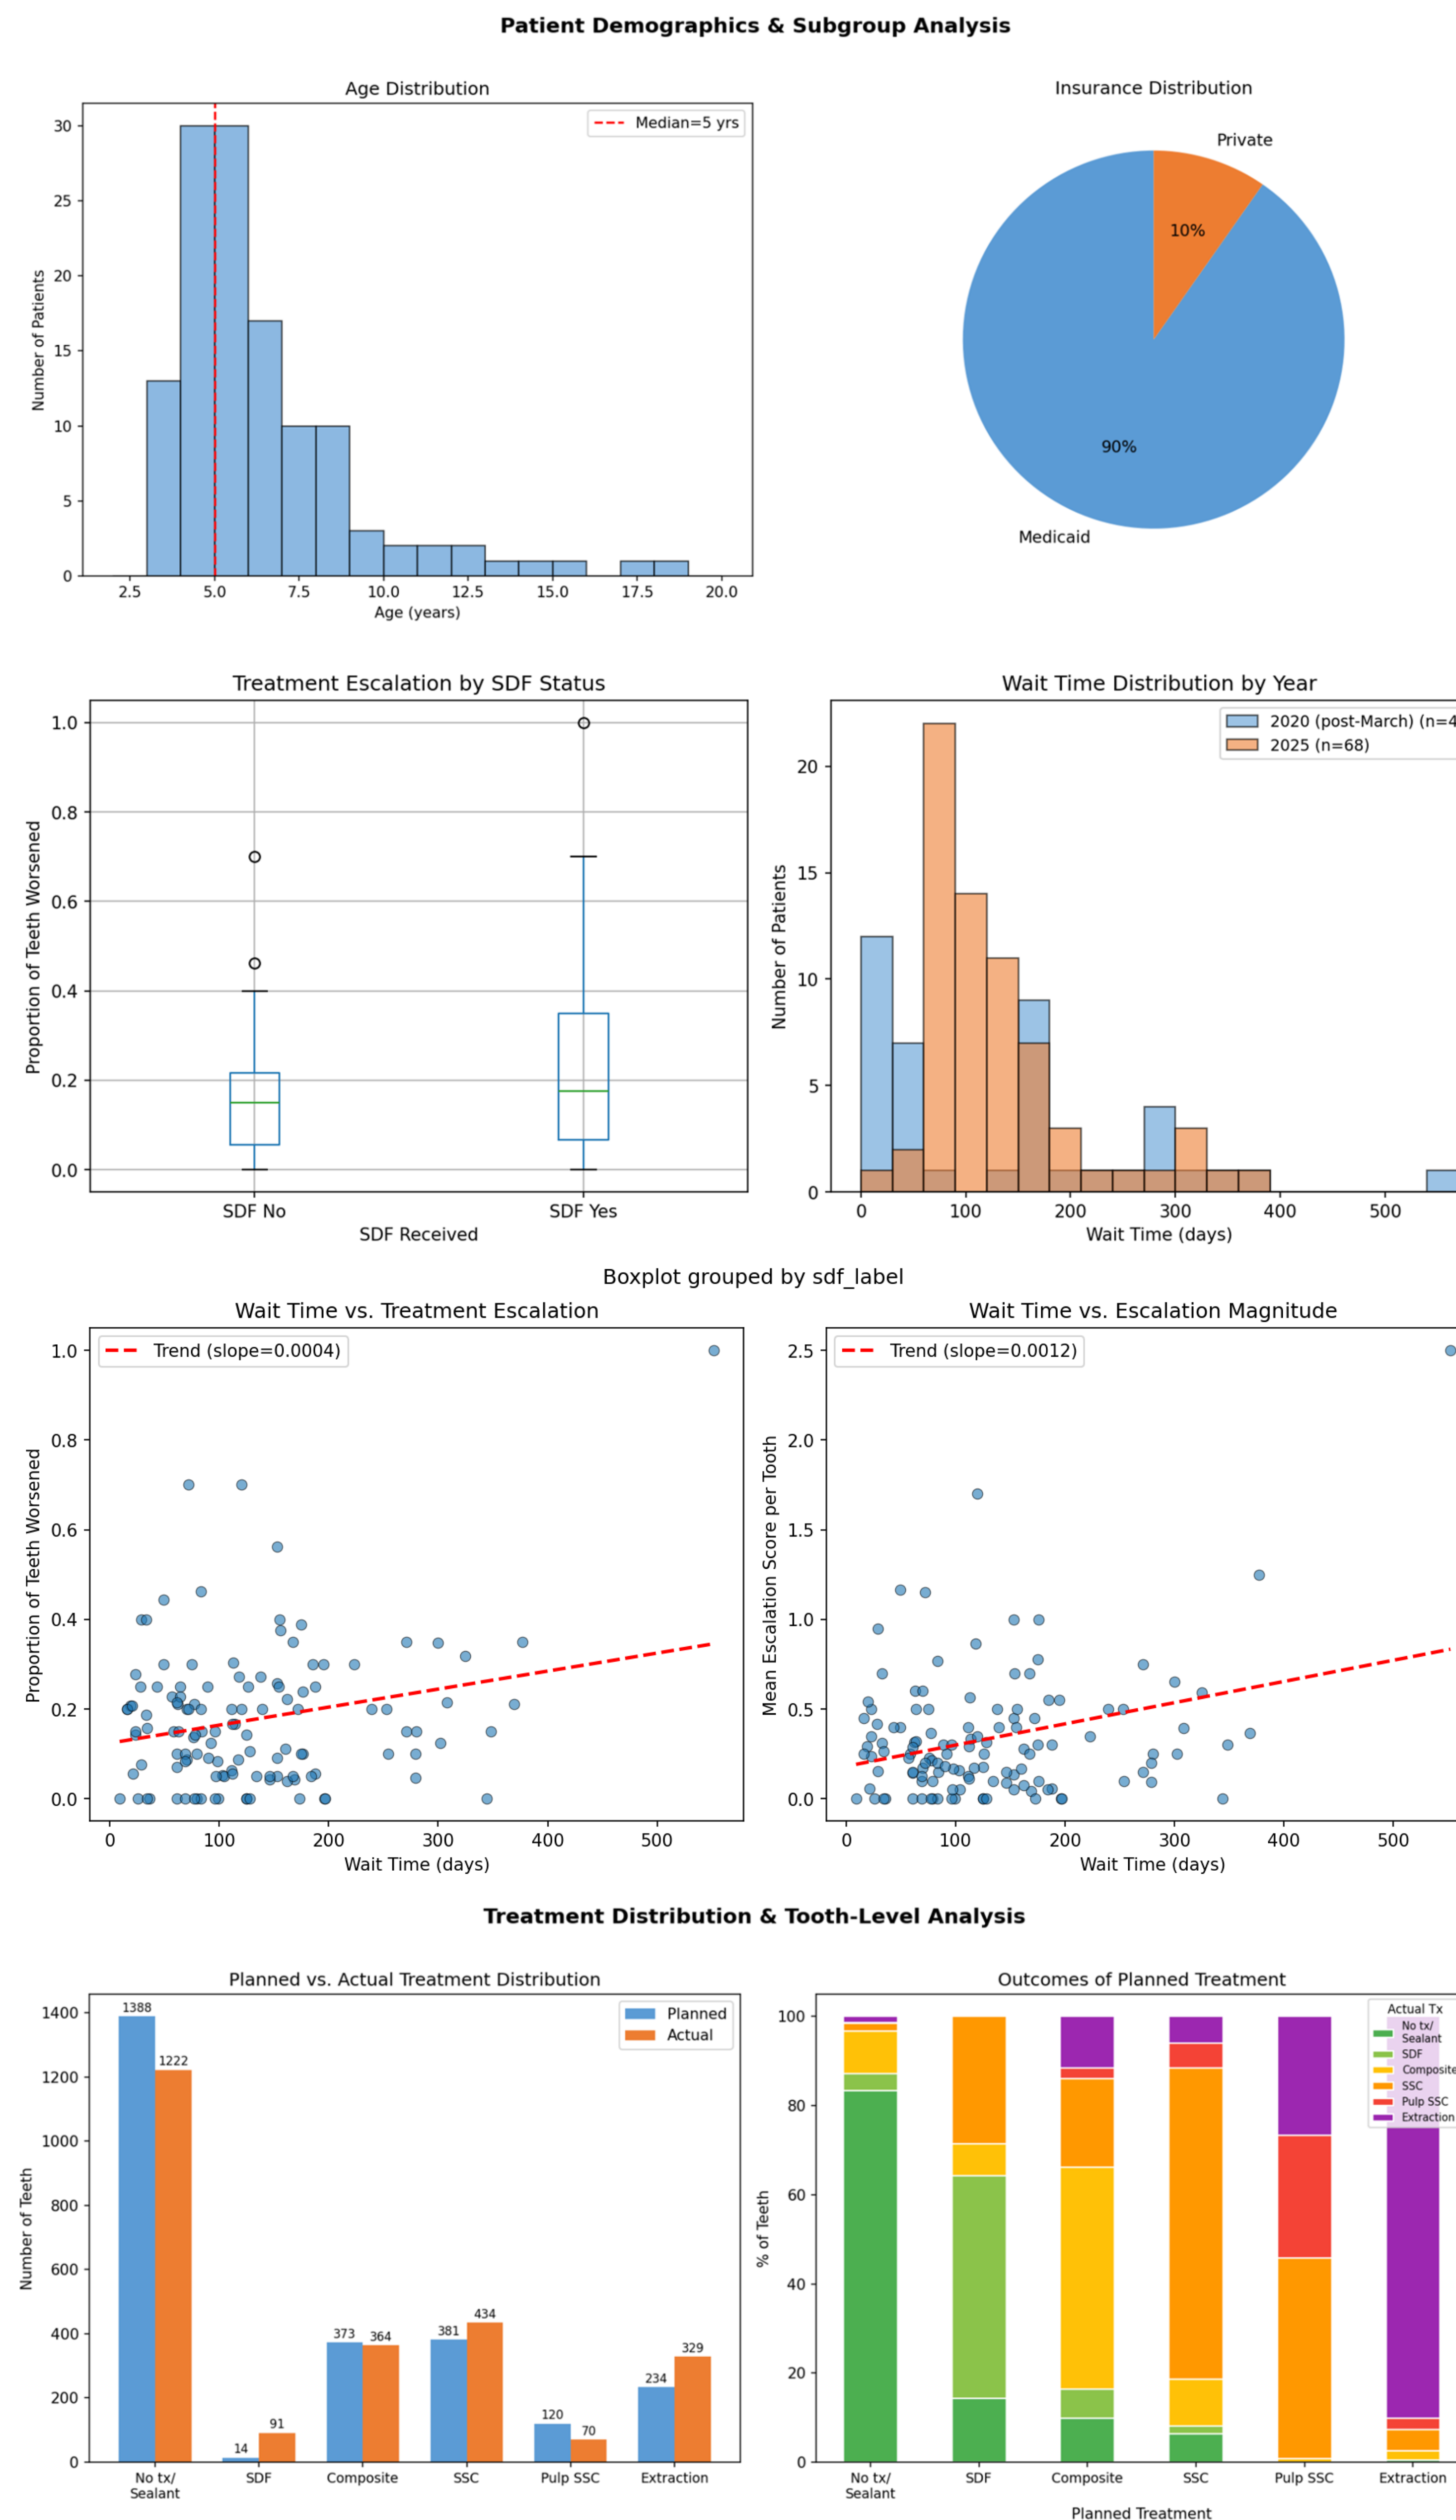 Patient Demographics & Subgroup Analysis
Age Distribution
Median=5 yrs
30
25
20
15
10
5
0
Number of Patients
2.5 5.0 7.5 10.0 12.5 15.0 17.5 20.0
Age (years)
Insurance Distribution
Private
10%
90%
Medicaid
Treatment Escalation by SDF Status
1.0
0.8
0.6
0.4
0.2
0.0
Proportion of Teeth Worsened
SDF No SDF Yes
SDF Received
Wait Time Distribution by Year
2020 (post-March) (n=4
2025 (n=68)
20
15
10
5
0
Number of Patients
0 100 200 300 400 500
Wait Time (days)
Boxplot grouped by sdf_label
Wait Time vs. Treatment Escalation
Trend (slope=0.0004)
1.0
0.8
0.6
0.4
0.2
0.0
Proportion of Teeth Worsened
0 100 200 300 400 500
Wait Time (days)
Wait Time vs. Escalation Magnitude
Trend (slope=0.0012)
2.5
2.0
1.5
1.0
0.5
0.0
Mean Escalation Score per Tooth
0 100 200 300 400 500
Wait Time (days)
Treatment Distribution & Tooth-Level Analysis
Planned vs. Actual Treatment Distribution
Planned
Actual
1400
1200
1000
800
600
400
200
0
Number of Teeth
1388 1222
14 91
373 364
381 434
120 70
234 329
No tx/
Sealant
SDF
Composite
SSC
Pulp SSC
Extraction
Outcomes of Planned Treatment
Actual Tx
No tx/
Sealant
SDF
Composite
SSC
Pulp SSC
Extraction
100
80
60
40
20
0
% of Teeth
No tx/
Sealant
SDF
Composite
SSC
Pulp SSC
Extraction
Planned Treatment